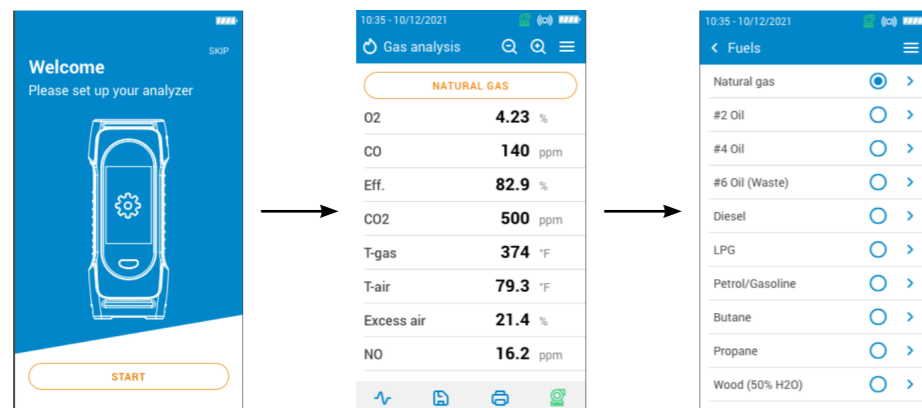 SKIP
Welcome
Please set up your analyzer
START
10:35 - 10/12/2021
Gas analysis
NATURAL GAS
O2 4.23 %
CO 140 ppm
Eff. 82.9 %
CO2 500 ppm
T-gas 374 °F
T-air 79.3 °F
Excess air 21.4 %
NO 16.2 ppm
10:35 - 10/12/2021
Fuels
Natural gas
#2 Oil
#4 Oil
#6 Oil (Waste)
Diesel
LPG
Petrol/Gasoline
Butane
Propane
Wood (50% H2O)